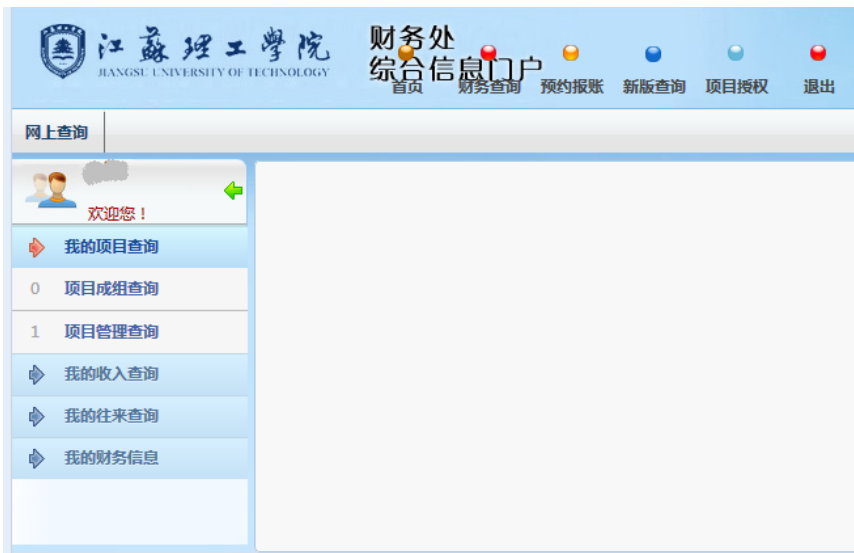 江蘇理工學院
JIANGSU UNIVERSITY OF TECHNOLOGY
财务处
综合信息门户
首页 财务查询 预约报账 新版查询 项目授权 退出
网上查询
欢迎您！
我的项目查询
0 项目成组查询
1 项目管理查询
我的收入查询
我的往来查询
我的财务信息